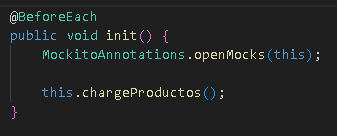 @BeforeEach
public void init() {
    MockitoAnnotations.openMocks(this);

    this.chargeProductos();
}